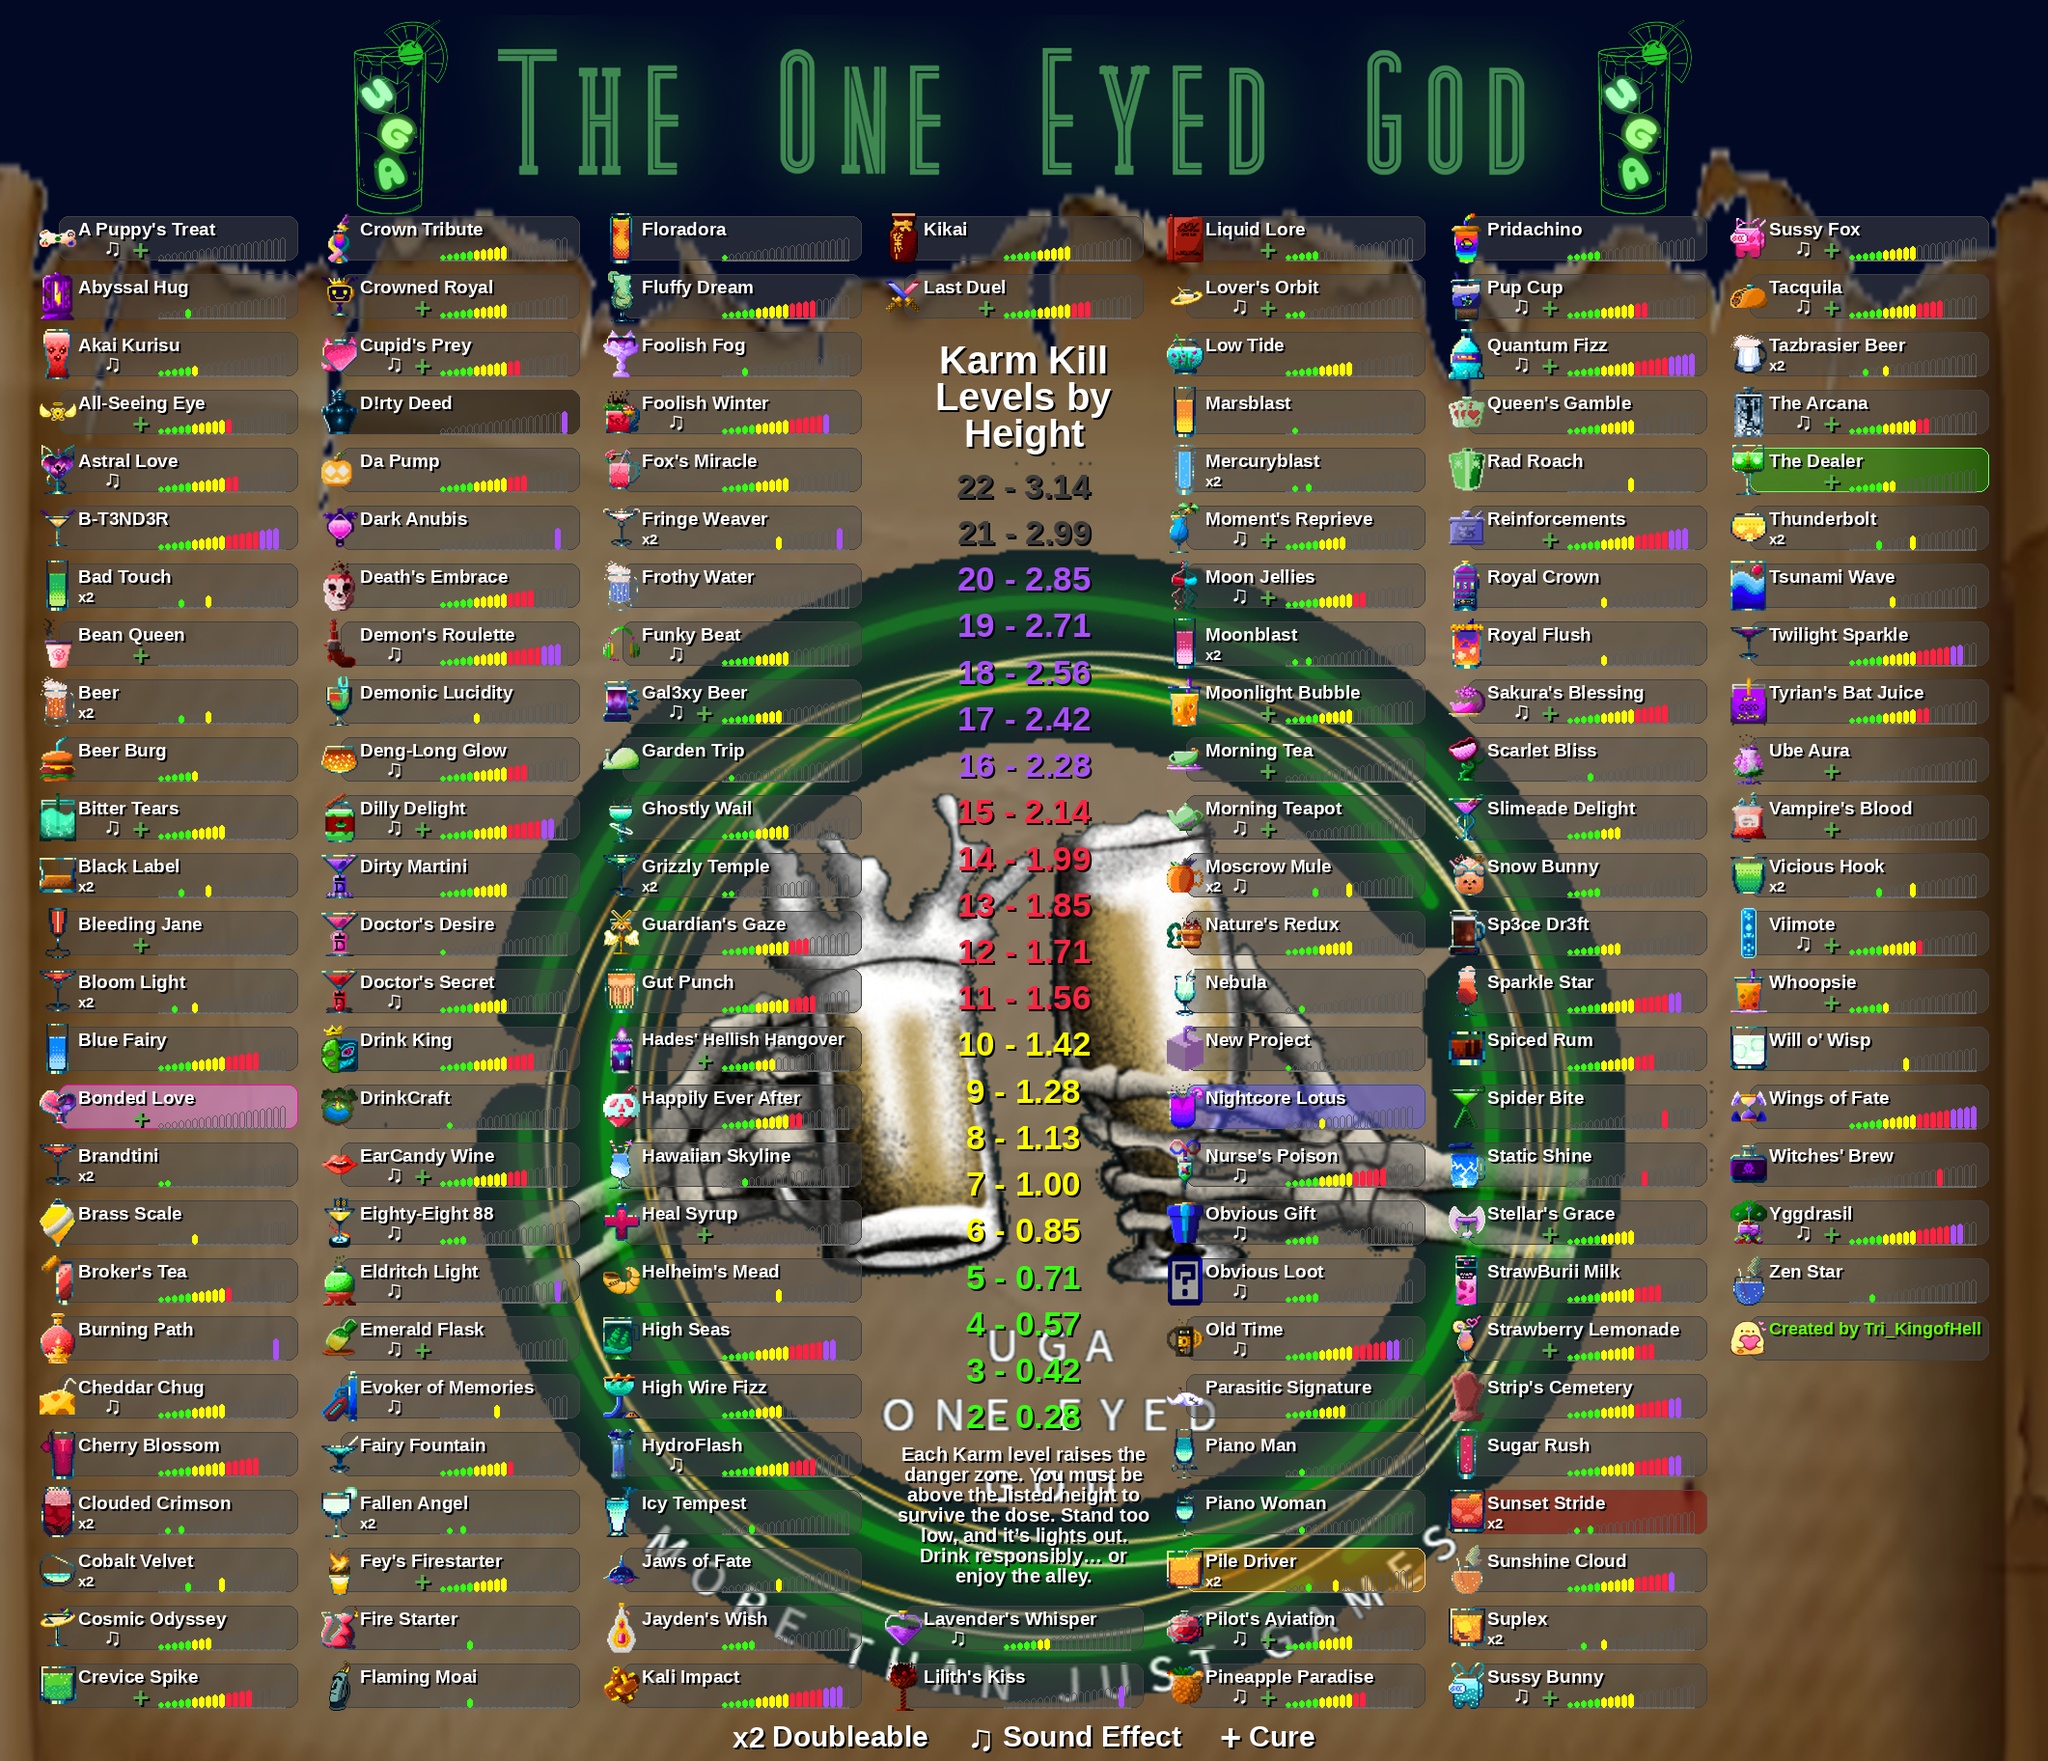 THE ONE EYED GOD
UGA
UGA
A Puppy's Treat
♫ +
Abyssal Hug
Akai Kurisu
♫
All-Seeing Eye
+
Astral Love
♫
B-T3ND3R
Bad Touch
x2
Bean Queen
+
Beer
x2
Beer Burg
Bitter Tears
♫ +
Black Label
x2
Bleeding Jane
+
Bloom Light
x2
Blue Fairy
Bonded Love
+
Brandtini
x2
Brass Scale
Broker's Tea
Burning Path
Cheddar Chug
♫
Cherry Blossom
Clouded Crimson
x2
Cobalt Velvet
x2
Cosmic Odyssey
♫
Crevice Spike
+
Crown Tribute
Crowned Royal
+
Cupid's Prey
♫ +
D!rty Deed
Da Pump
Dark Anubis
Death's Embrace
Demon's Roulette
♫
Demonic Lucidity
Deng-Long Glow
♫
Dilly Delight
♫ +
Dirty Martini
Doctor's Desire
Doctor's Secret
♫
Drink King
DrinkCraft
EarCandy Wine
♫ +
Eighty-Eight 88
♫
Eldritch Light
♫
Emerald Flask
♫ +
Evoker of Memories
♫
Fairy Fountain
Fallen Angel
x2
Fey's Firestarter
+
Fire Starter
Flaming Moai
Floradora
Fluffy Dream
Foolish Fog
Foolish Winter
♫
Fox's Miracle
Fringe Weaver
x2
Frothy Water
Funky Beat
♫
Gal3xy Beer
♫ +
Garden Trip
Ghostly Wail
Grizzly Temple
x2
Guardian's Gaze
Gut Punch
Hades' Hellish Hangover
+
Happily Ever After
Hawaiian Skyline
Heal Syrup
+
Helheim's Mead
High Seas
High Wire Fizz
HydroFlash
♫
Icy Tempest
Jaws of Fate
Jayden's Wish
Kali Impact
Kikai
Last Duel
+
Karm Kill
Levels by
Height
22 - 3.14
21 - 2.99
20 - 2.85
19 - 2.71
18 - 2.56
17 - 2.42
16 - 2.28
15 - 2.14
14 - 1.99
13 - 1.85
12 - 1.71
11 - 1.56
10 - 1.42
9 - 1.28
8 - 1.13
7 - 1.00
6 - 0.85
5 - 0.71
4 - 0.57
3 - 0.42
2 - 0.28
UGA
ONE EYED
GOD
MORE THAN JUST GAMES
Each Karm level raises the
danger zone. You must be
above the listed height to
survive the dose. Stand too
low, and it's lights out.
Drink responsibly... or
enjoy the alley.
Lavender's Whisper
♫
Lilith's Kiss
Liquid Lore
+
Lover's Orbit
+
Low Tide
Marsblast
Mercuryblast
x2
Moment's Reprieve
♫ +
Moon Jellies
♫ +
Moonblast
x2
Moonlight Bubble
+
Morning Tea
+
Morning Teapot
♫ +
Moscrow Mule
x2 ♫
Nature's Redux
Nebula
New Project
Nightcore Lotus
Nurse's Poison
♫
Obvious Gift
♫
Obvious Loot
♫
Old Time
♫
Parasitic Signature
Piano Man
Piano Woman
Pile Driver
x2
Pilot's Aviation
♫ +
Pineapple Paradise
♫ +
Pridachino
Pup Cup
♫ +
Quantum Fizz
♫ +
Queen's Gamble
Rad Roach
Reinforcements
+
Royal Crown
Royal Flush
Sakura's Blessing
♫ +
Scarlet Bliss
Slimeade Delight
Snow Bunny
Sp3ce Dr3ft
Sparkle Star
Spiced Rum
Spider Bite
Static Shine
Stellar's Grace
+
StrawBurii Milk
Strawberry Lemonade
+
Strip's Cemetery
Sugar Rush
Sunset Stride
x2
Sunshine Cloud
Suplex
x2
Sussy Bunny
♫ +
Sussy Fox
♫ +
Tacquila
♫ +
Tazbrasier Beer
x2
The Arcana
♫ +
The Dealer
+
Thunderbolt
x2
Tsunami Wave
Twilight Sparkle
Tyrian's Bat Juice
Ube Aura
+
Vampire's Blood
+
Vicious Hook
x2
Viimote
♫ +
Whoopsie
+
Will o' Wisp
Wings of Fate
Witches' Brew
Yggdrasil
♫ +
Zen Star
Created by Tri_KingofHell
x2 Doubleable ♫ Sound Effect + Cure